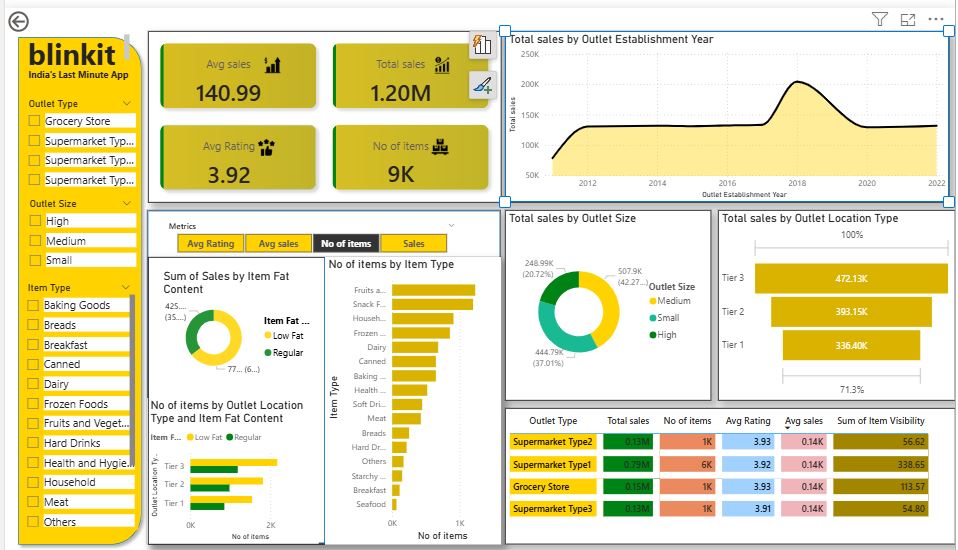 blinkit
India's Last Minute App
Outlet Type
Grocery Store
Supermarket Typ...
Supermarket Typ...
Supermarket Typ...
Outlet Size
High
Medium
Small
Item Type
Baking Goods
Breads
Breakfast
Canned
Dairy
Frozen Foods
Fruits and Veget...
Hard Drinks
Health and Hygie...
Household
Meat
Others
Avg sales
140.99
Total sales
1.20M
Avg Rating
3.92
No of items
9K
Total sales by Outlet Establishment Year
Total sales
250K
200K
150K
100K
50K
2012
2014
2016
2018
2020
2022
Outlet Establishment Year
Metrics
Avg Rating
Avg sales
No of items
Sales
Sum of Sales by Item Fat
Content
425....
(35....)
77... (6...)
Item Fat ...
Low Fat
Regular
No of items by Outlet Location
Type and Item Fat Content
Item F...
Low Fat
Regular
Outlet Location Ty...
Tier 3
Tier 2
Tier 1
0K
2K
No of items
No of items by Item Type
Item Type
Fruits a...
Snack F...
Househ...
Frozen ...
Dairy
Canned
Baking ...
Health ...
Soft Dri...
Meat
Breads
Hard Dr...
Others
Starchy ...
Breakfast
Seafood
0K
1K
No of items
Total sales by Outlet Size
248.99K
(20.72%)
507.9K
(42.27...)
444.79K
(37.01%)
Outlet Size
Medium
Small
High
Total sales by Outlet Location Type
100%
Tier 3
472.13K
Tier 2
393.15K
Tier 1
336.40K
71.3%
Outlet Type Total sales No of items Avg Rating Avg sales Sum of Item Visibility
Supermarket Type2 0.13M 1K 3.93 0.14K 56.62
Supermarket Type1 0.79M 6K 3.92 0.14K 338.65
Grocery Store 0.15M 1K 3.93 0.14K 113.57
Supermarket Type3 0.13M 1K 3.91 0.14K 54.80